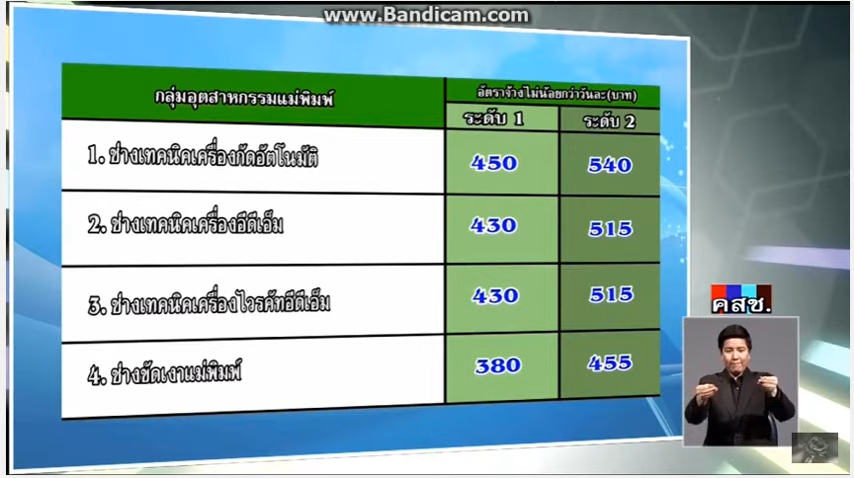 www.Bandicam.com
กลุ่มอุตสาหกรรมแม่พิมพ์
อัตราจ้างไม่น้อยกว่าวันละ(บาท)
ระดับ 1 ระดับ 2
1. ช่างเทคนิคเครื่องกัดอัตโนมัติ 450 540
2. ช่างเทคนิคเครื่องอีดีเอ็ม 430 515
3. ช่างเทคนิคเครื่องไวรคัทอีดีเอ็ม 430 515
4. ช่างขัดเงาแม่พิมพ์ 380 455
คสช.